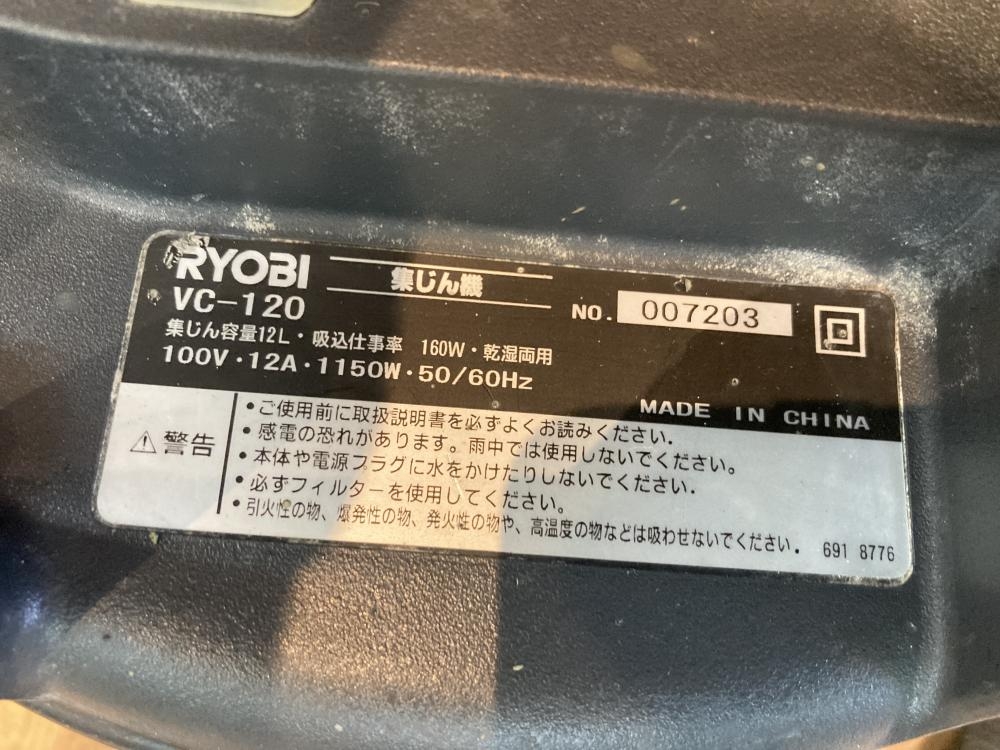 RYOBI 集じん機
VC-120 NO. 007203
集じん容量12L・吸込仕事率 160W・乾湿両用
100V・12A・1150W・50/60Hz
MADE IN CHINA
⚠警告
・ご使用前に取扱説明書を必ずよくお読みください.
・感電の恐れがあります。雨中では使用しないでください。
・本体や電源プラグに水をかけたりしないでください.
・必ずフィルターを使用してください。
・引火性の物、爆発性の物、発火性の物や、高温度の物などは吸わせないでください. 691 8776